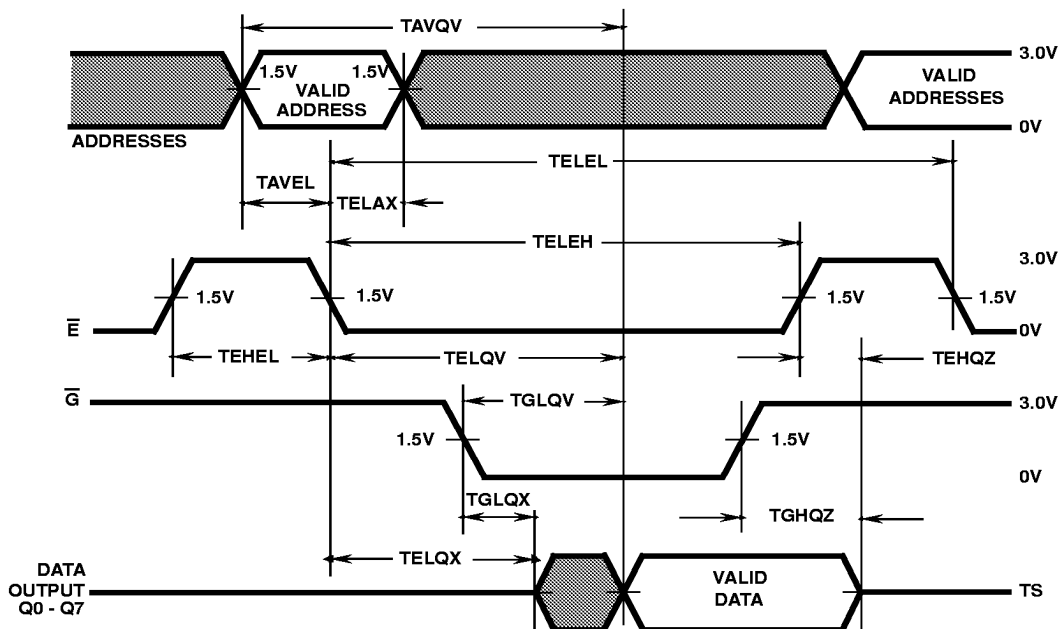 TAVQV
3.0V
1.5V
1.5V
VALID
ADDRESS
VALID
ADDRESSES
ADDRESSES
0V
TELEL
TAVEL
TELAX
TELEH
3.0V
1.5V
1.5V
1.5V
1.5V
E̅
0V
TEHEL
TELQV
TEHQZ
G̅
TGLQV
3.0V
1.5V
1.5V
0V
TGLQX
TGHQZ
TELQX
DATA
OUTPUT
Q0 - Q7
VALID
DATA
TS